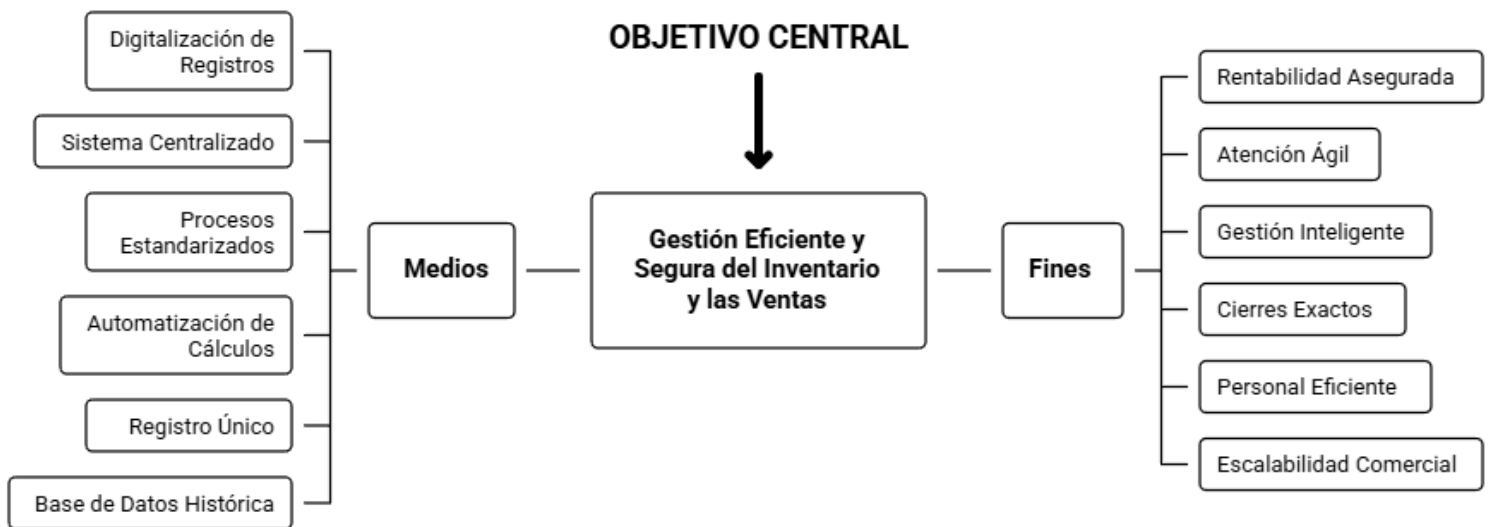 OBJETIVO CENTRAL
Digitalización de
Registros
Sistema Centralizado
Procesos
Estandarizados
Automatización de
Cálculos
Registro Único
Base de Datos Histórica
Medios
Gestión Eficiente y
Segura del Inventario
y las Ventas
Fines
Rentabilidad Asegurada
Atención Ágil
Gestión Inteligente
Cierres Exactos
Personal Eficiente
Escalabilidad Comercial